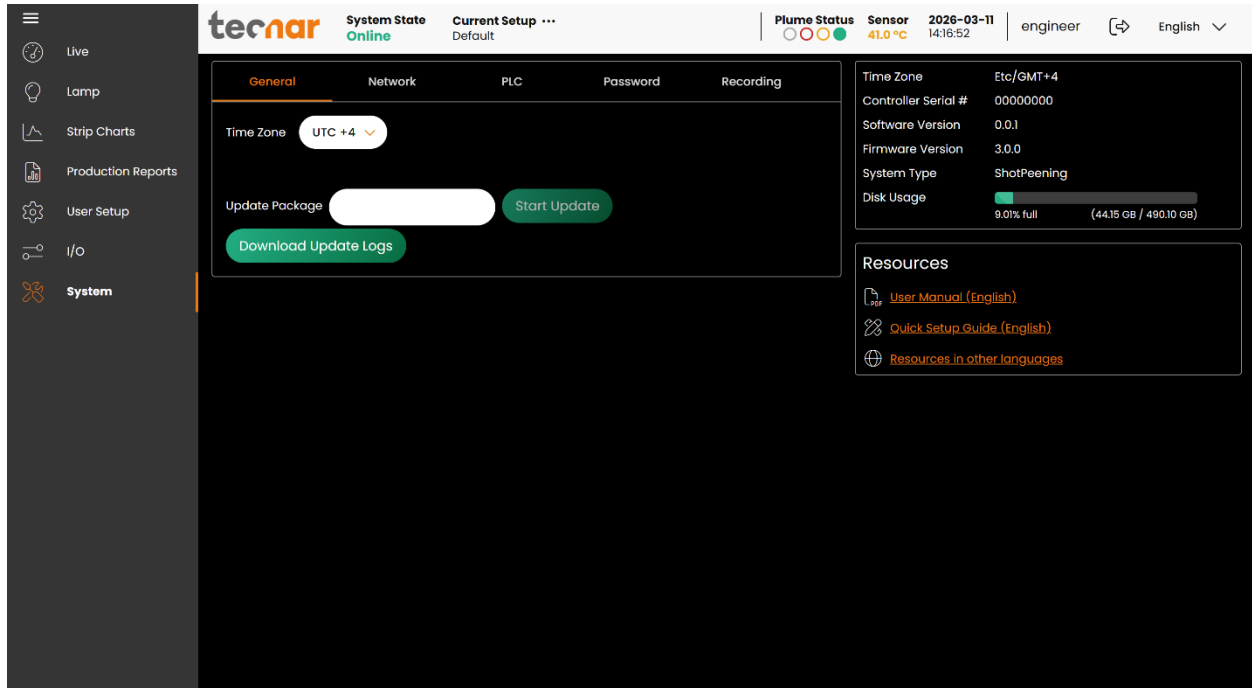 tecnar
System State
Online
Current Setup ···
Default
Plume Status
Sensor
41.0 °C
2026-03-11
14:16:52
engineer
English
Live
Lamp
Strip Charts
Production Reports
User Setup
I/O
System
General Network PLC Password Recording
Time Zone UTC +4
Update Package Start Update
Download Update Logs
Time Zone Etc/GMT+4
Controller Serial # 00000000
Software Version 0.0.1
Firmware Version 3.0.0
System Type ShotPeening
Disk Usage
9.01% full (44.15 GB / 490.10 GB)
Resources
PDF User Manual (English)
Quick Setup Guide (English)
Resources in other languages